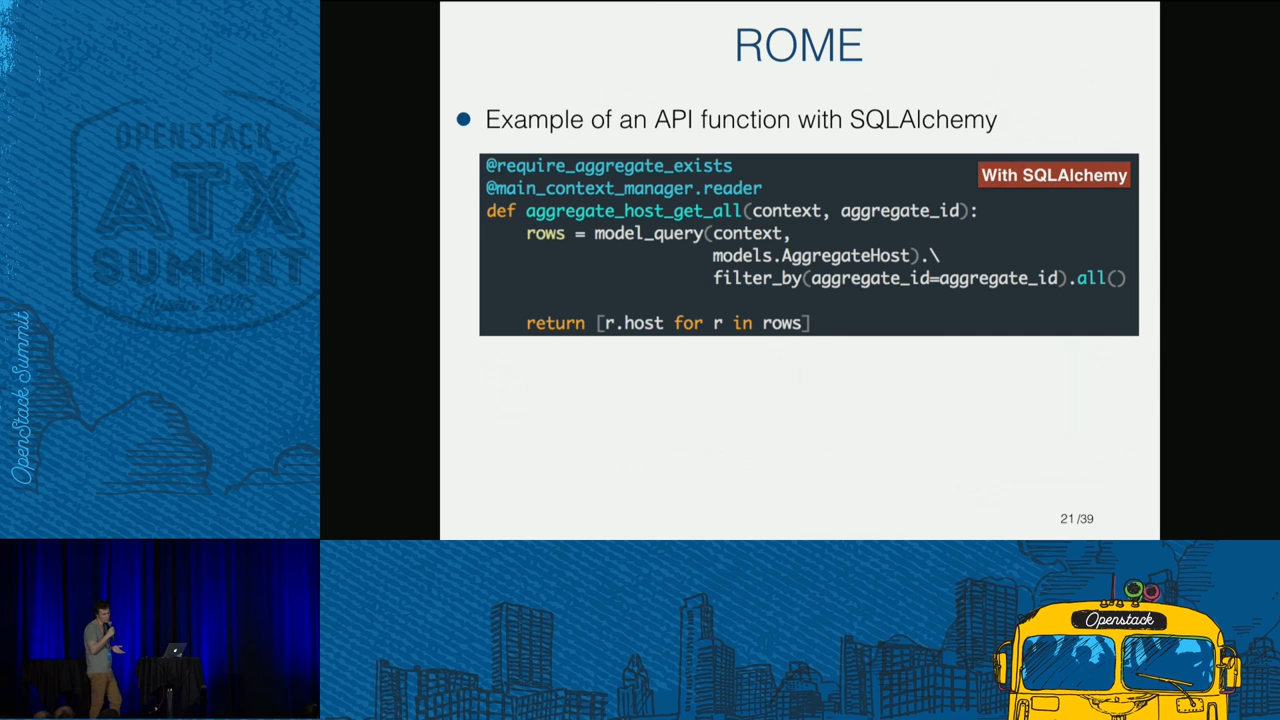 ROME
Example of an API function with SQLAlchemy
With SQLAlchemy
@require_aggregate_exists
@main_context_manager.reader
def aggregate_host_get_all(context, aggregate_id):
rows = model_query(context,
models.AggregateHost).\
filter_by(aggregate_id=aggregate_id).all()
return [r.host for r in rows]
21/39
OPENSTACK
ATX
SUMMIT
Austin 2016
OpenStack Summit
Openstack